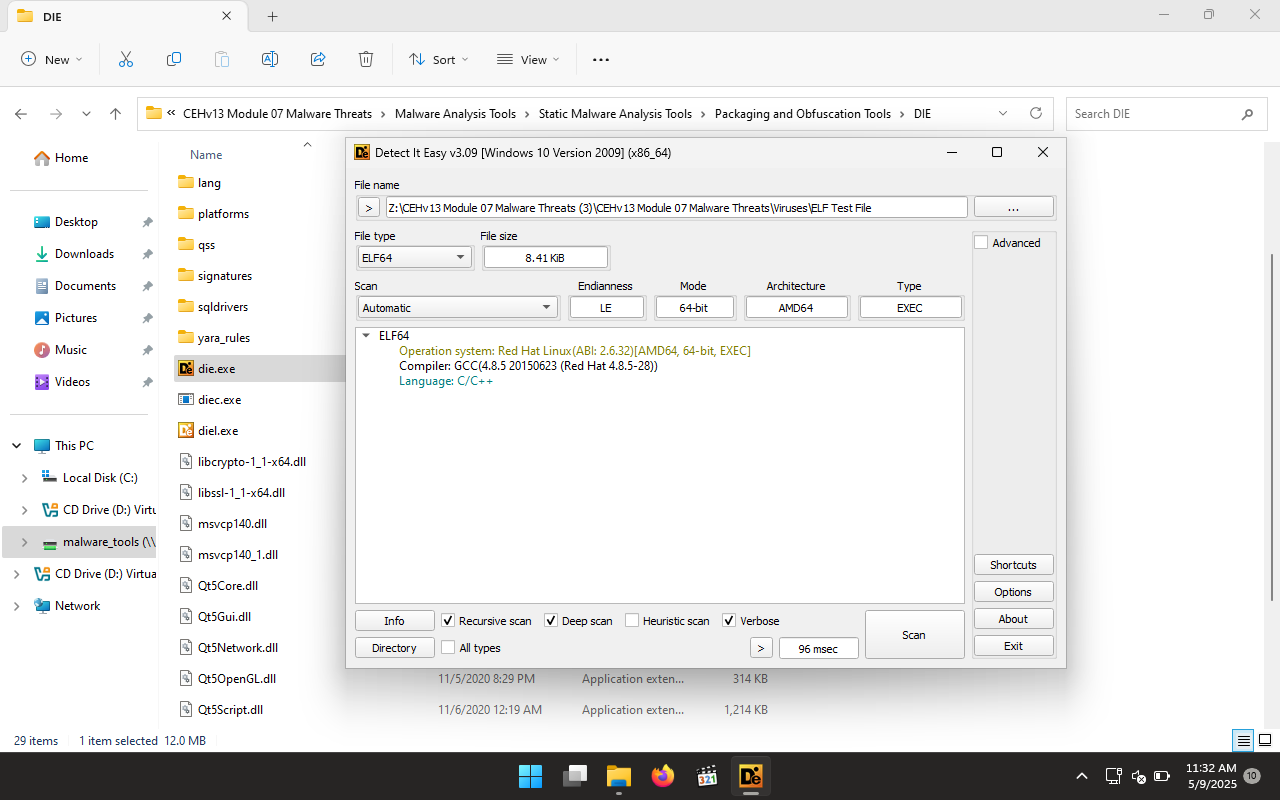 DIE
New
Sort
View
« CEHv13 Module 07 Malware Threats > Malware Analysis Tools > Static Malware Analysis Tools > Packaging and Obfuscation Tools > DIE
Search DIE
Home
Desktop
Downloads
Documents
Pictures
Music
Videos
This PC
Local Disk (C:)
CD Drive (D:) Virtu
malware_tools (\\
CD Drive (D:) Virtua
Network
Name
lang
platforms
qss
signatures
sqldrivers
yara_rules
die.exe
diec.exe
diel.exe
libcrypto-1_1-x64.dll
libssl-1_1-x64.dll
msvcp140.dll
msvcp140_1.dll
Qt5Core.dll
Qt5Gui.dll
Qt5Network.dll
Qt5OpenGL.dll 11/5/2020 8:29 PM Application exten... 314 KB
Qt5Script.dll 11/6/2020 12:19 AM Application exten... 1,214 KB
Detect It Easy v3.09 [Windows 10 Version 2009] (x86_64)
File name
> Z:\CEHv13 Module 07 Malware Threats (3)\CEHv13 Module 07 Malware Threats\Viruses\ELF Test File ...
File type File size
ELF64 8.41 KiB
Advanced
Scan Endianness Mode Architecture Type
Automatic LE 64-bit AMD64 EXEC
ELF64
Operation system: Red Hat Linux(ABI: 2.6.32)[AMD64, 64-bit, EXEC]
Compiler: GCC(4.8.5 20150623 (Red Hat 4.8.5-28))
Language: C/C++
Shortcuts
Options
About
Exit
Info Recursive scan Deep scan Heuristic scan Verbose
Directory All types > 96 msec
Scan
29 items 1 item selected 12.0 MB
321
De
11:32 AM
5/9/2025
10